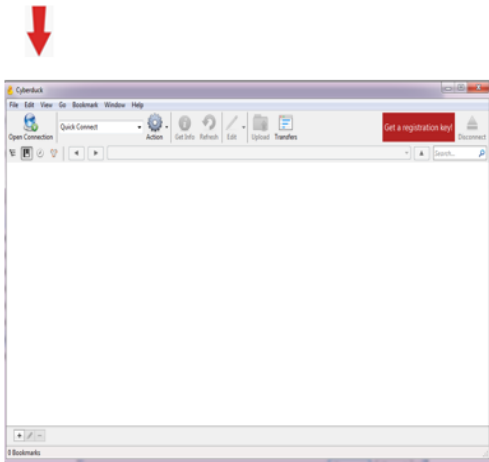 Cyberduck
File Edit View Go Bookmark Window Help
Quick Connect
Get a registration key!
Open Connection Action Get Info Refresh Edit Upload Transfers Disconnect
Search...
0 Bookmarks